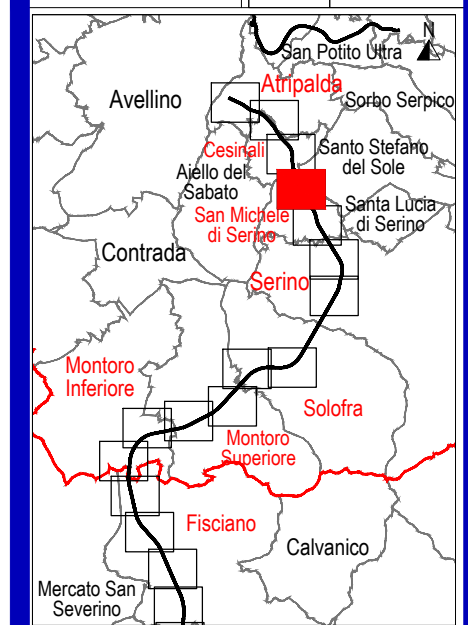 N
San Potito Ultra
Atripalda
Avellino
Sorbo Serpico
Cesinali
Santo Stefano
del Sole
Aiello del
Sabato
San Michele
di Serino
Santa Lucia
di Serino
Contrada
Serino
Montoro
Inferiore
Solofra
Montoro
Superiore
Fisciano
Calvanico
Mercato San
Severino